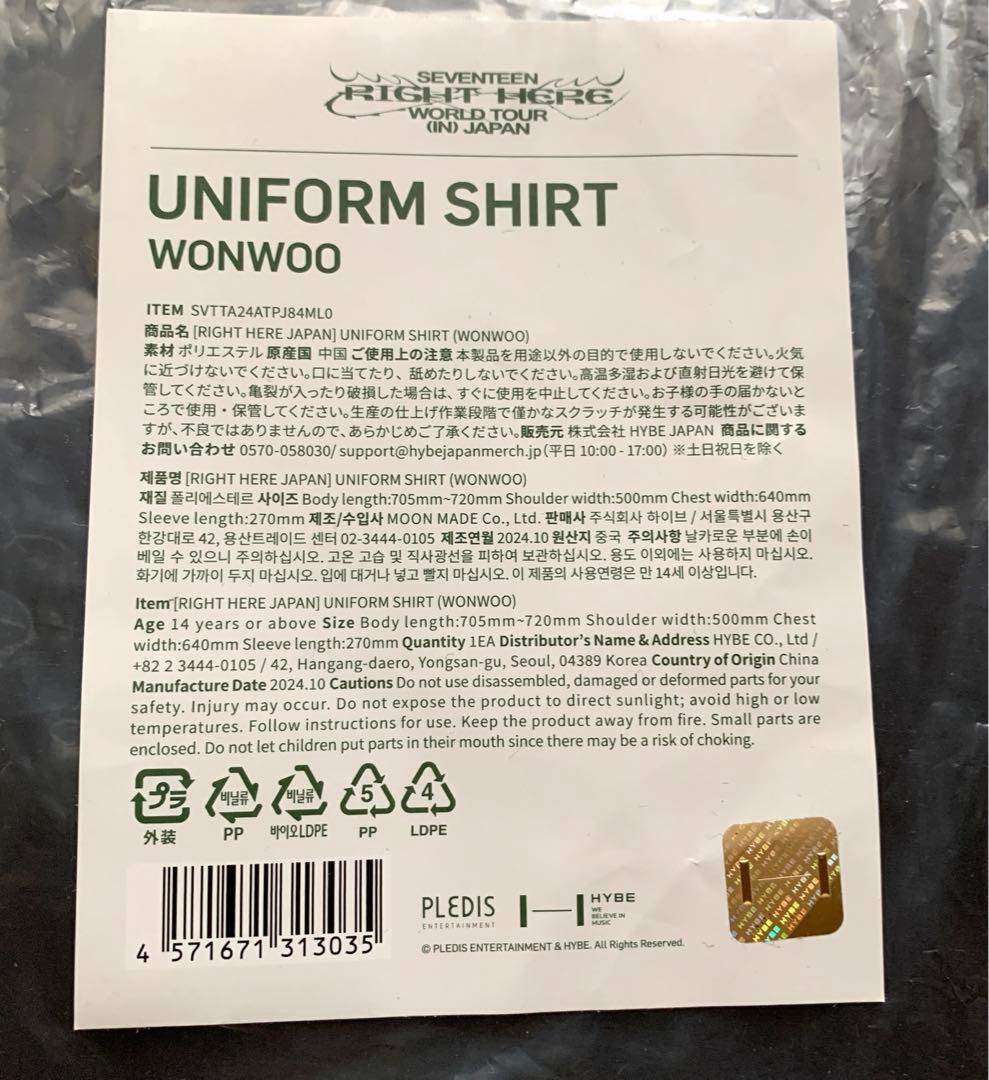 SEVENTEEN
RIGHT HERE
WORLD TOUR
(IN) JAPAN
UNIFORM SHIRT
WONWOO
ITEM SVTTA24ATPJ84ML0
商品名 [RIGHT HERE JAPAN] UNIFORM SHIRT (WONWOO)
素材 ポリエステル 原産国 中国 ご使用上の注意 本製品を用途以外の目的で使用しないでください。火気
に近づけないでください。口に当てたり、舐めたりしないでください。高温多湿および直射日光を避けて保
管してください。亀裂が入ったり破損した場合は、すぐに使用を中止してください。お子様の手の届かないと
ころで使用・保管してください。生産の仕上げ作業段階で僅かなスクラッチが発生する可能性がございま
すが、不良ではありませんので、あらかじめご了承ください。販売元 株式会社 HYBE JAPAN 商品に関する
お問い合わせ 0570-058030/ support@hybejapanmerch.jp(平日 10:00 - 17:00) ※土日祝日を除く
제품명 [RIGHT HERE JAPAN] UNIFORM SHIRT (WONWOO)
재질 폴리에스테르 사이즈 Body length:705mm~720mm Shoulder width:500mm Chest width:640mm
Sleeve length:270mm 제조/수입사 MOON MADE Co., Ltd. 판매사 주식회사 하이브 / 서울특별시 용산구
한강대로 42, 용산트레이드 센터 02-3444-0105 제조연월 2024.10 원산지 중국 주의사항 날카로운 부분에 손이
베일 수 있으니 주의하십시오. 고온 고습 및 직사광선을 피하여 보관하십시오. 용도 이외에는 사용하지 마십시오.
화기에 가까이 두지 마십시오. 입에 대거나 넣고 빨지 마십시오. 이 제품의 사용연령은 만 14세 이상입니다.
Item [RIGHT HERE JAPAN] UNIFORM SHIRT (WONWOO)
Age 14 years or above Size Body length:705mm~720mm Shoulder width:500mm Chest
width:640mm Sleeve length:270mm Quantity 1EA Distributor's Name & Address HYBE CO., Ltd /
+82 2 3444-0105 / 42, Hangang-daero, Yongsan-gu, Seoul, 04389 Korea Country of Origin China
Manufacture Date 2024.10 Cautions Do not use disassembled, damaged or deformed parts for your
safety. Injury may occur. Do not expose the product to direct sunlight; avoid high or low
temperatures. Follow instructions for use. Keep the product away from fire. Small parts are
enclosed. Do not let children put parts in their mouth since there may be a risk of choking.
プラ 비닐류 비닐류 5 4
外装 PP 바이오LDPE PP LDPE
4 571671 313035
PLEDIS
ENTERTAINMENT
HYBE
WE
BELIEVE IN
MUSIC
© PLEDIS ENTERTAINMENT & HYBE. All Rights Reserved.